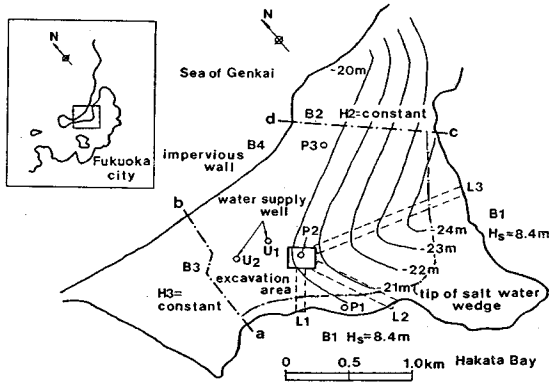 N
Fukuoka
city
N
Sea of Genkai
-20m
d
B2
H2=constant
c
B4
P3
impervious
wall
L3
b
water supply
well
B1
Hs=8.4m
P2
U1
-24m
B3
U2
-23m
excavation
area
-22m
H3=
constant
-21m
tip of salt water
wedge
P1
L1
L2
a
B1 Hs=8.4m
0 0.5 1.0km
Hakata Bay